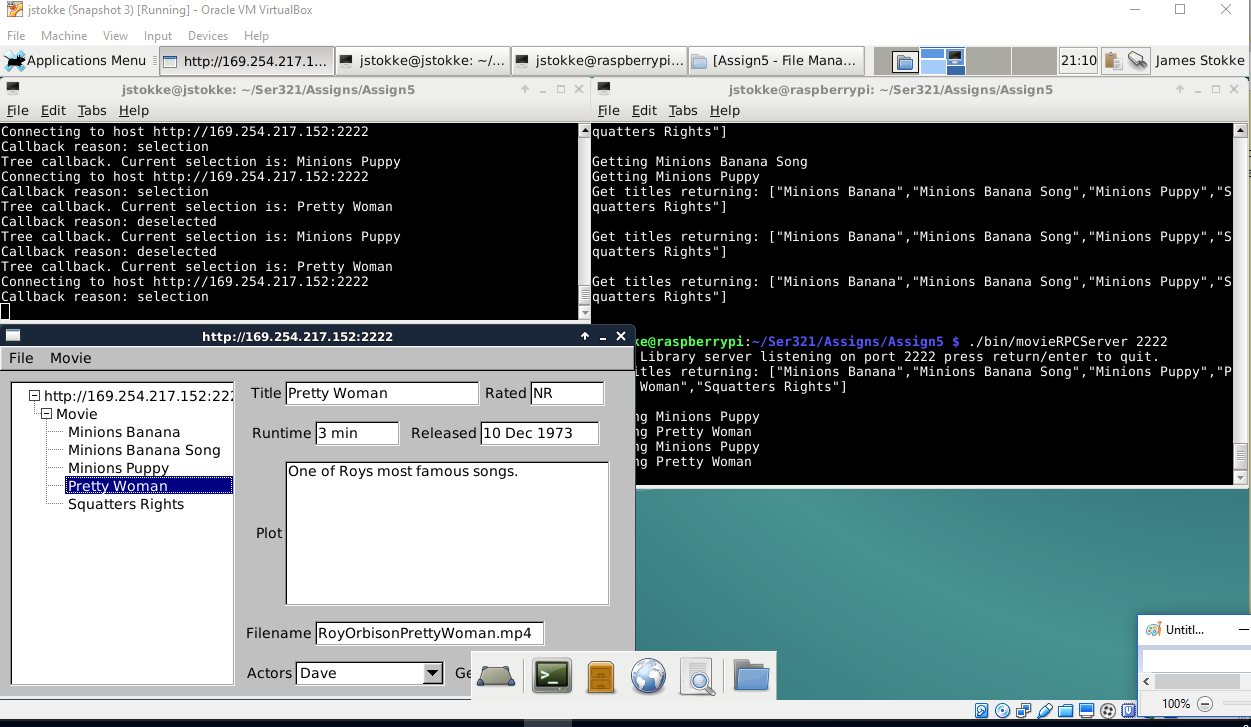 jstokke (Snapshot 3) [Running] - Oracle VM VirtualBox
File Machine View Input Devices Help
Applications Menu http://169.254.217.1... jstokke@jstokke: ~/... jstokke@raspberrypi... [Assign5 - File Mana... 21:10 James Stokke
jstokke@jstokke: ~/Ser321/Assigns/Assign5
File Edit Tabs Help
Connecting to host http://169.254.217.152:2222
Callback reason: selection
Tree callback. Current selection is: Minions Puppy
Connecting to host http://169.254.217.152:2222
Callback reason: selection
Tree callback. Current selection is: Pretty Woman
Callback reason: deselected
Tree callback. Current selection is: Minions Puppy
Callback reason: deselected
Tree callback. Current selection is: Pretty Woman
Connecting to host http://169.254.217.152:2222
Callback reason: selection
jstokke@raspberrypi: ~/Ser321/Assigns/Assign5
File Edit Tabs Help
quatters Rights"]
Getting Minions Banana Song
Getting Minions Puppy
Get titles returning: ["Minions Banana","Minions Banana Song","Minions Puppy","S
quatters Rights"]
Get titles returning: ["Minions Banana","Minions Banana Song","Minions Puppy","S
quatters Rights"]
Get titles returning: ["Minions Banana","Minions Banana Song","Minions Puppy","S
quatters Rights"]
ke@raspberrypi:~/Ser321/Assigns/Assign5 $ ./bin/movieRPCServer 2222
Library server listening on port 2222 press return/enter to quit.
titles returning: ["Minions Banana","Minions Banana Song","Minions Puppy","P
Woman","Squatters Rights"]
ng Minions Puppy
ng Pretty Woman
ng Minions Puppy
ng Pretty Woman
http://169.254.217.152:2222
File Movie
http://169.254.217.152:222
Movie
Minions Banana
Minions Banana Song
Minions Puppy
Pretty Woman
Squatters Rights
Title Pretty Woman Rated NR
Runtime 3 min Released 10 Dec 1973
Plot One of Roys most famous songs.
Filename RoyOrbisonPrettyWoman.mp4
Actors Dave Ge
Untitl...
100%